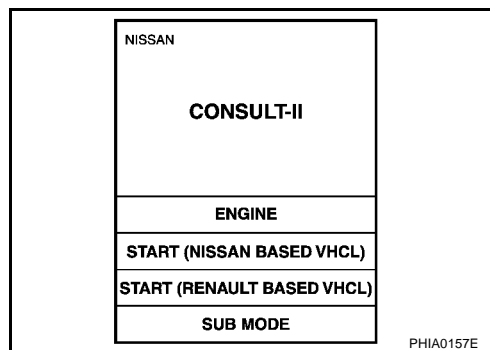 NISSAN
CONSULT-II
ENGINE
START (NISSAN BASED VHCL)
START (RENAULT BASED VHCL)
SUB MODE
PHIA0157E